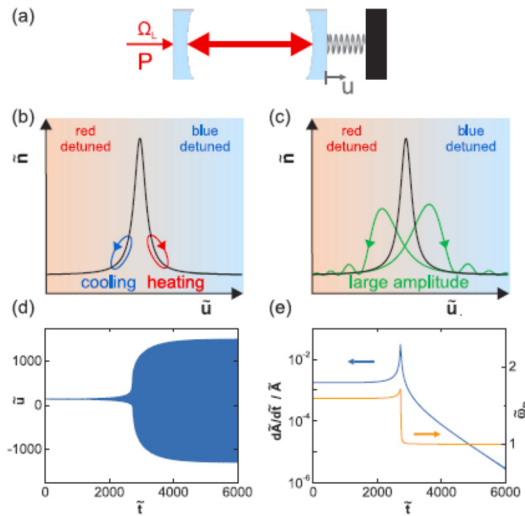 (a)
Ω_L
P
u
(b)
(c)
red detuned
blue detuned
red detuned
blue detuned
ñ
ñ
cooling
heating
large amplitude
ũ
ũ
(d)
(e)
1000
0
-1000
ũ
0
2000
4000
6000
t̃
10⁻²
10⁻⁴
10⁻⁶
dÃ/dt̃ / Ã
2
1
0
2000
4000
6000
t̃